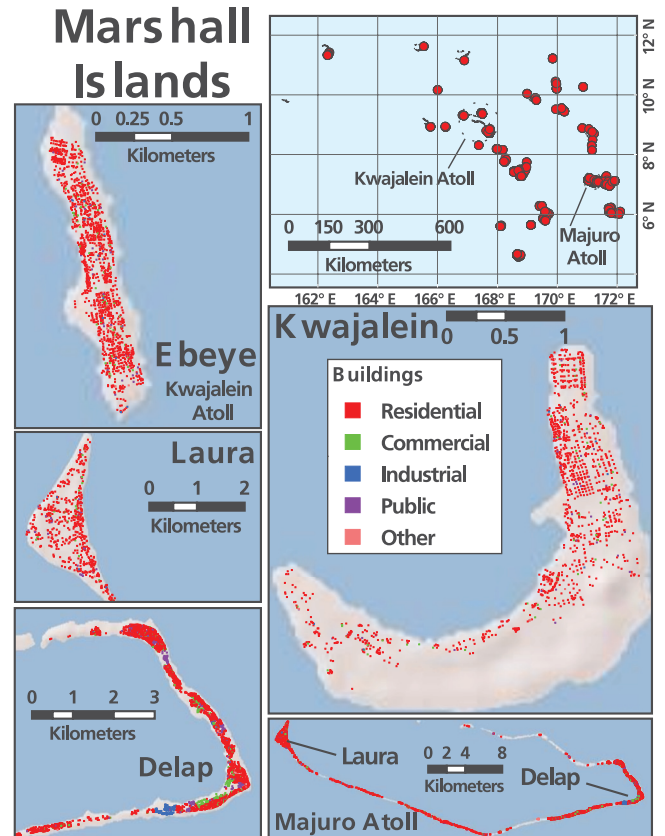 Marshall
Islands
0 0.25 0.5 1
Kilometers
Ebeye
Kwajalein
Atoll
12° N
10° N
8° N
6° N
Kwajalein Atoll
Majuro
Atoll
0 150 300 600
Kilometers
162° E 164° E 166° E 168° E 170° E 172° E
Kwajalein
0 0.5 1
Buildings
Residential
Commercial
Industrial
Public
Other
Laura
0 1 2
Kilometers
0 1 2 3
Kilometers
Delap
Laura
0 2 4 8
Kilometers
Delap
Majuro Atoll